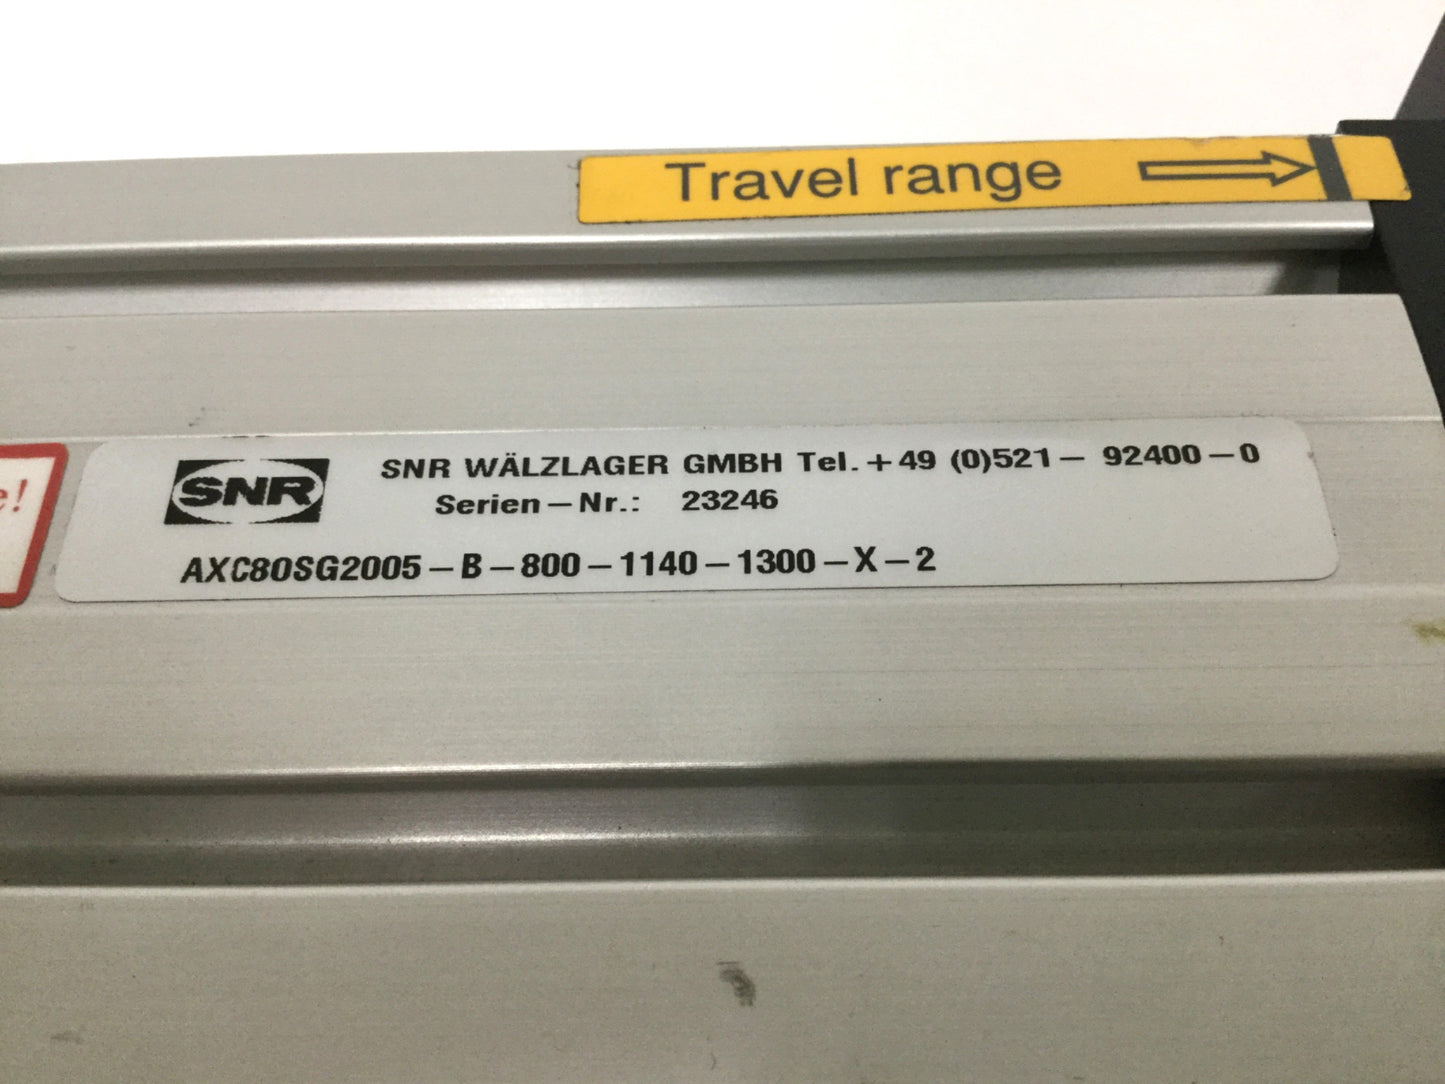 Travel range
e!
SNR
SNR WÄLZLAGER GMBH Tel. +49 (0)521 – 92400 – 0
Serien – Nr.: 23246
AXC80SG2005 – B – 800 – 1140 – 1300 – X – 2